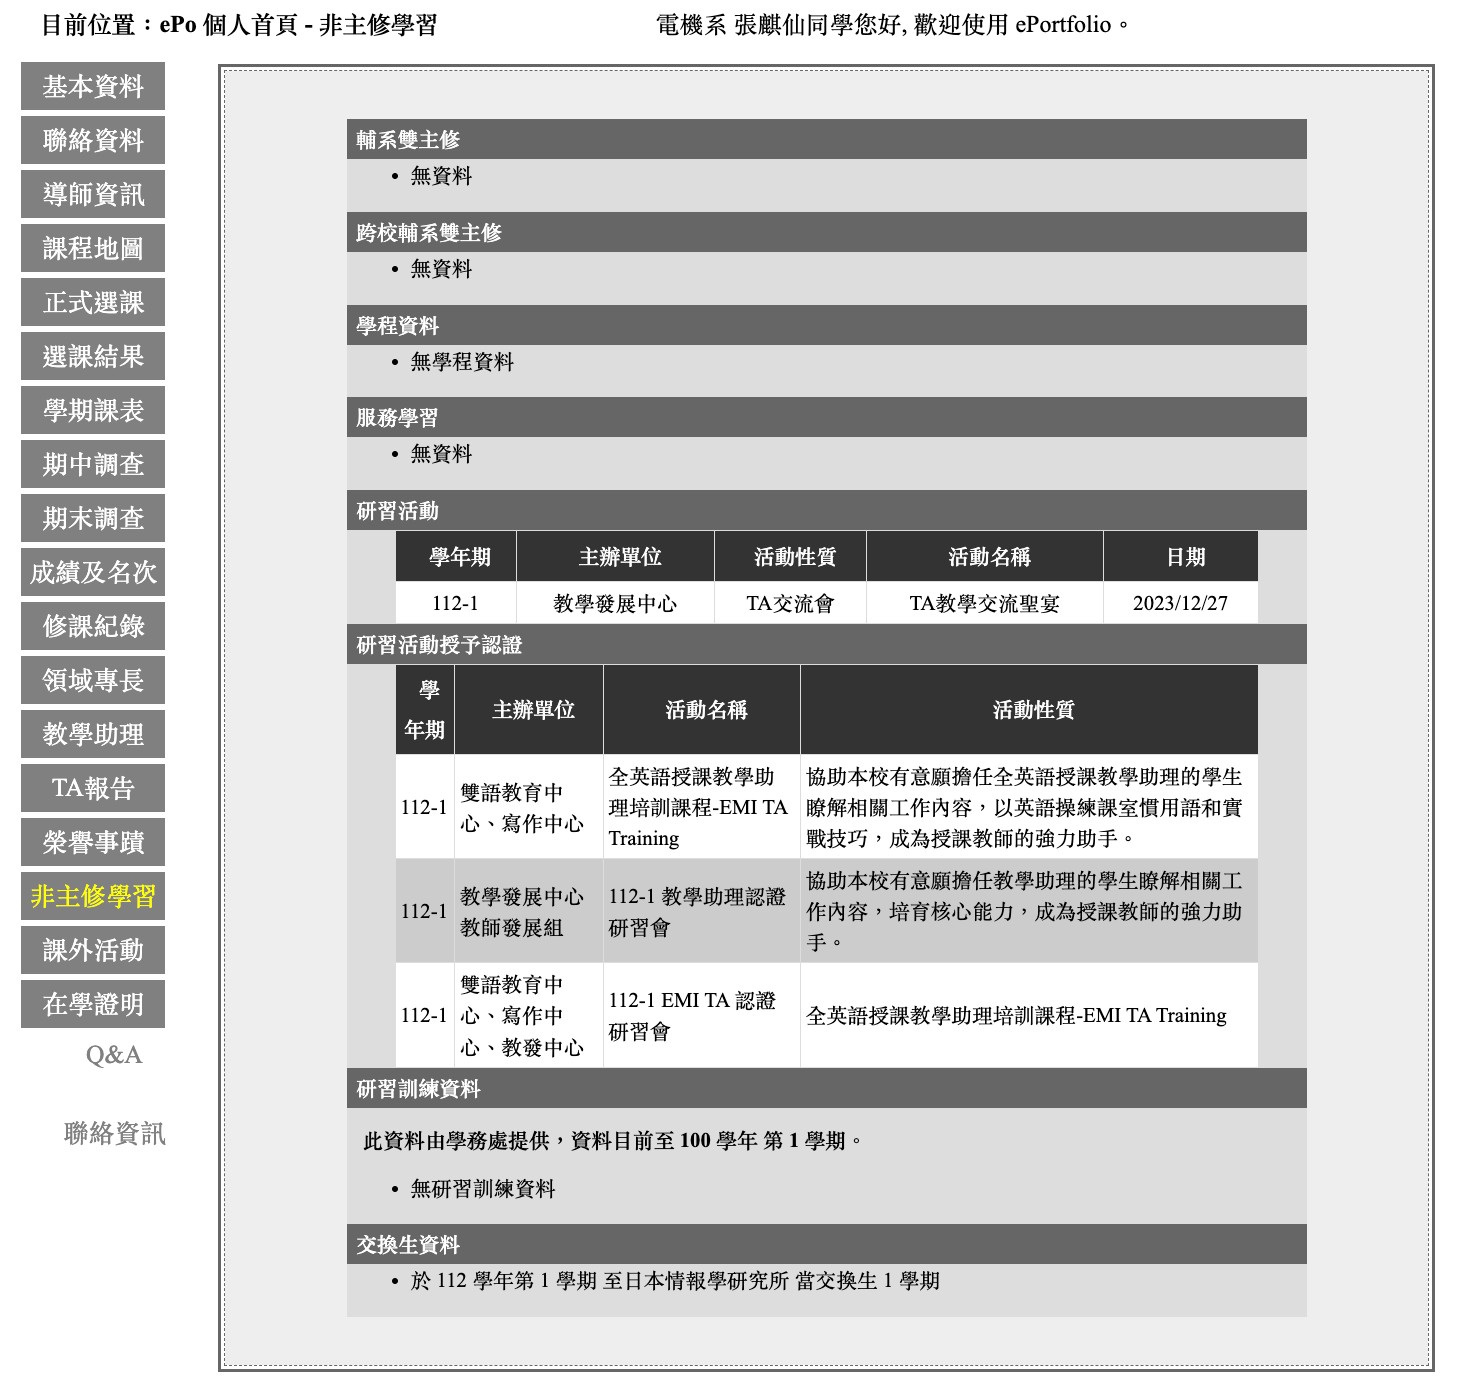 目前位置：ePo 個人首頁 - 非主修學習
電機系 張麒仙同學您好, 歡迎使用 ePortfolio。
基本資料
聯絡資料
導師資訊
課程地圖
正式選課
選課結果
學期課表
期中調查
期末調查
成績及名次
修課紀錄
領域專長
教學助理
TA報告
榮譽事蹟
非主修學習
課外活動
在學證明
Q&A
聯絡資訊
輔系雙主修
• 無資料
跨校輔系雙主修
• 無資料
學程資料
• 無學程資料
服務學習
• 無資料
研習活動
學年期 主辦單位 活動性質 活動名稱 日期
112-1 教學發展中心 TA交流會 TA教學交流聖宴 2023/12/27
研習活動授予認證
學
年期
主辦單位
活動名稱
活動性質
112-1
雙語教育中
心、寫作中心
全英語授課教學助
理培訓課程-EMI TA
Training
協助本校有意願擔任全英語授課教學助理的學生
瞭解相關工作內容，以英語操練課室慣用語和實
戰技巧，成為授課教師的強力助手。
112-1
教學發展中心
教師發展組
112-1 教學助理認證
研習會
協助本校有意願擔任教學助理的學生瞭解相關工
作內容，培育核心能力，成為授課教師的強力助
手。
112-1
雙語教育中
心、寫作中
心、教發中心
112-1 EMI TA 認證
研習會
全英語授課教學助理培訓課程-EMI TA Training
研習訓練資料
此資料由學務處提供，資料目前至 100 學年 第 1 學期。
• 無研習訓練資料
交換生資料
• 於 112 學年第 1 學期 至日本情報學研究所 當交換生 1 學期